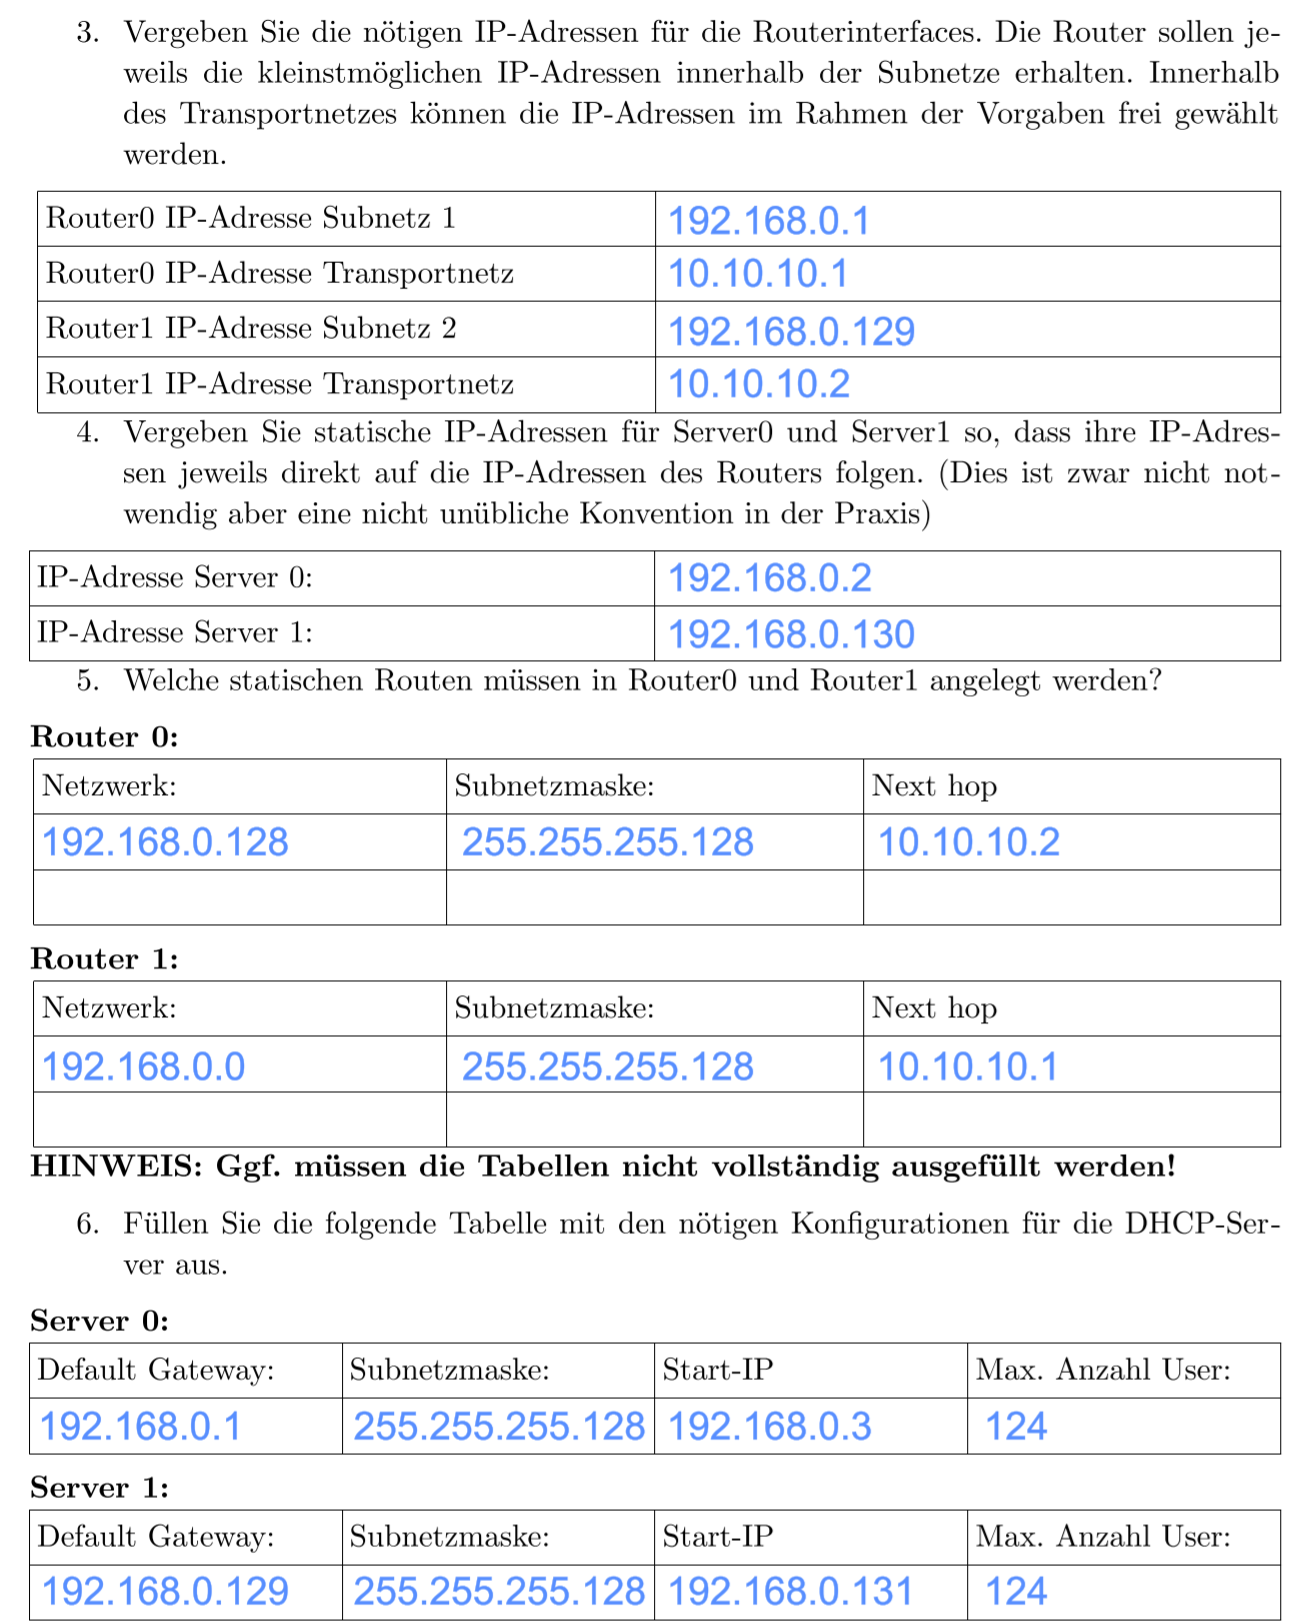 3. Vergeben Sie die nötigen IP-Adressen für die Routerinterfaces. Die Router sollen je-
weils die kleinstmöglichen IP-Adressen innerhalb der Subnetze erhalten. Innerhalb
des Transportnetzes können die IP-Adressen im Rahmen der Vorgaben frei gewählt
werden.
Router0 IP-Adresse Subnetz 1 192.168.0.1
Router0 IP-Adresse Transportnetz 10.10.10.1
Router1 IP-Adresse Subnetz 2 192.168.0.129
Router1 IP-Adresse Transportnetz 10.10.10.2
4. Vergeben Sie statische IP-Adressen für Server0 und Server1 so, dass ihre IP-Adres-
sen jeweils direkt auf die IP-Adressen des Routers folgen. (Dies ist zwar nicht not-
wendig aber eine nicht unübliche Konvention in der Praxis)
IP-Adresse Server 0: 192.168.0.2
IP-Adresse Server 1: 192.168.0.130
5. Welche statischen Routen müssen in Router0 und Router1 angelegt werden?
Router 0:
Netzwerk: Subnetzmaske: Next hop
192.168.0.128 255.255.255.128 10.10.10.2
Router 1:
Netzwerk: Subnetzmaske: Next hop
192.168.0.0 255.255.255.128 10.10.10.1
HINWEIS: Ggf. müssen die Tabellen nicht vollständig ausgefüllt werden!
6. Füllen Sie die folgende Tabelle mit den nötigen Konfigurationen für die DHCP-Ser-
ver aus.
Server 0:
Default Gateway: Subnetzmaske: Start-IP Max. Anzahl User:
192.168.0.1 255.255.255.128 192.168.0.3 124
Server 1:
Default Gateway: Subnetzmaske: Start-IP Max. Anzahl User:
192.168.0.129 255.255.255.128 192.168.0.131 124